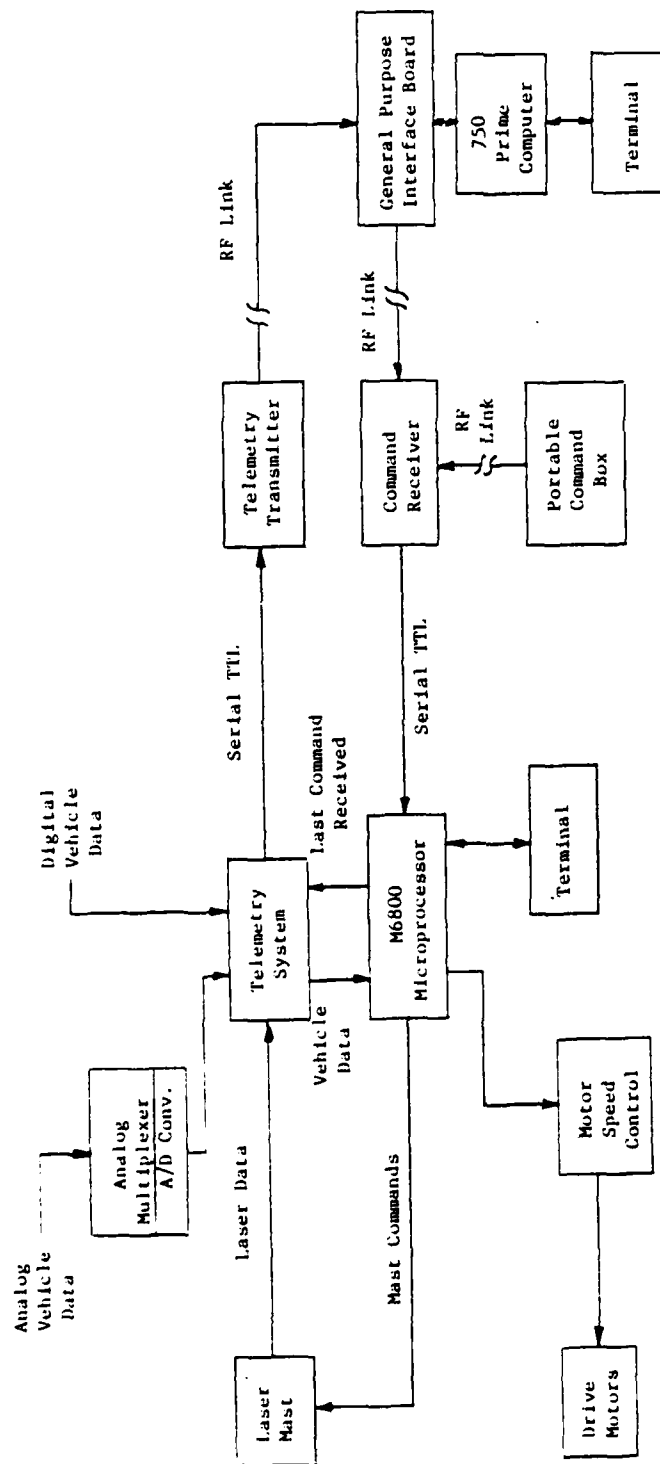 Analog
Vehicle
Data
Digital
Vehicle
Data
Analog
Multiplexer
A/D Conv.
Laser
Mast
Laser Data
Telemetry
System
Serial TTL
Telemetry
Transmitter
RF Link
Vehicle
Data
Last Command
Received
Mast Commands
M6800
Microprocessor
Serial TTL
Command
Receiver
RF Link
General Purpose
Interface Board
RF
Link
750
Prime
Computer
Drive
Motors
Motor
Speed
Control
Terminal
Portable
Command
Box
Terminal